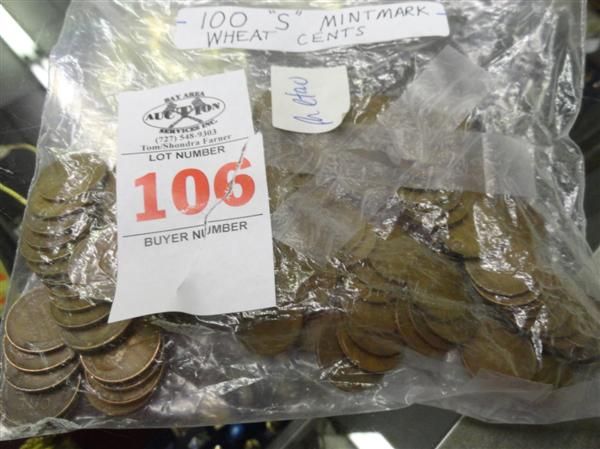 100 "S" MINTMARK
WHEAT CENTS
BAY AREA
AUCTION
SERVICES INC.
(727) 548-9303
Tom/Shondra Farner
LOT NUMBER
106
BUYER NUMBER